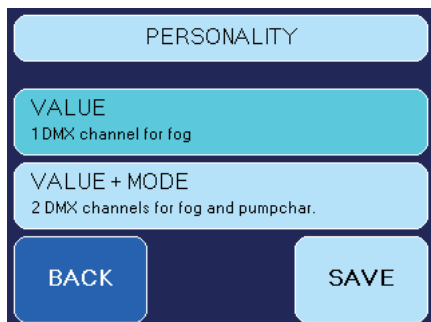 PERSONALITY
VALUE
1 DMX channel for fog
VALUE + MODE
2 DMX channels for fog and pumpchar.
BACK
SAVE